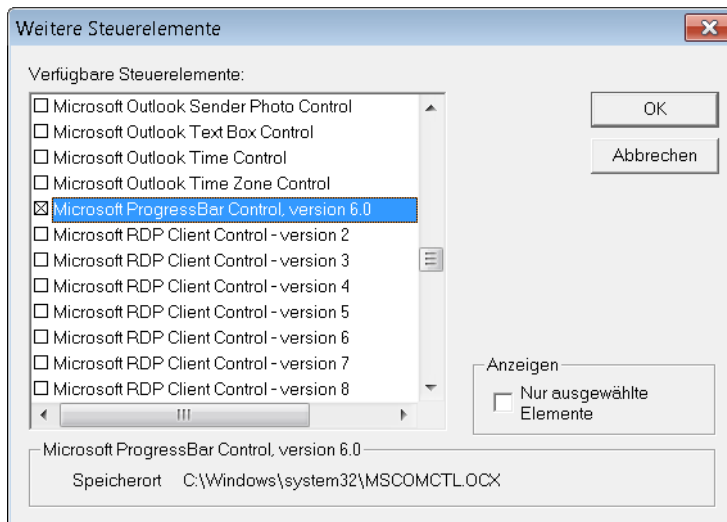 Weitere Steuerelemente
Verfügbare Steuerelemente:
Microsoft Outlook Sender Photo Control
Microsoft Outlook Text Box Control
Microsoft Outlook Time Control
Microsoft Outlook Time Zone Control
Microsoft ProgressBar Control, version 6.0
Microsoft RDP Client Control - version 2
Microsoft RDP Client Control - version 3
Microsoft RDP Client Control - version 4
Microsoft RDP Client Control - version 5
Microsoft RDP Client Control - version 6
Microsoft RDP Client Control - version 7
Microsoft RDP Client Control - version 8
OK
Abbrechen
Anzeigen
Nur ausgewählte
Elemente
Microsoft ProgressBar Control, version 6.0
Speicherort C:\Windows\system32\MSCOMCTL.OCX